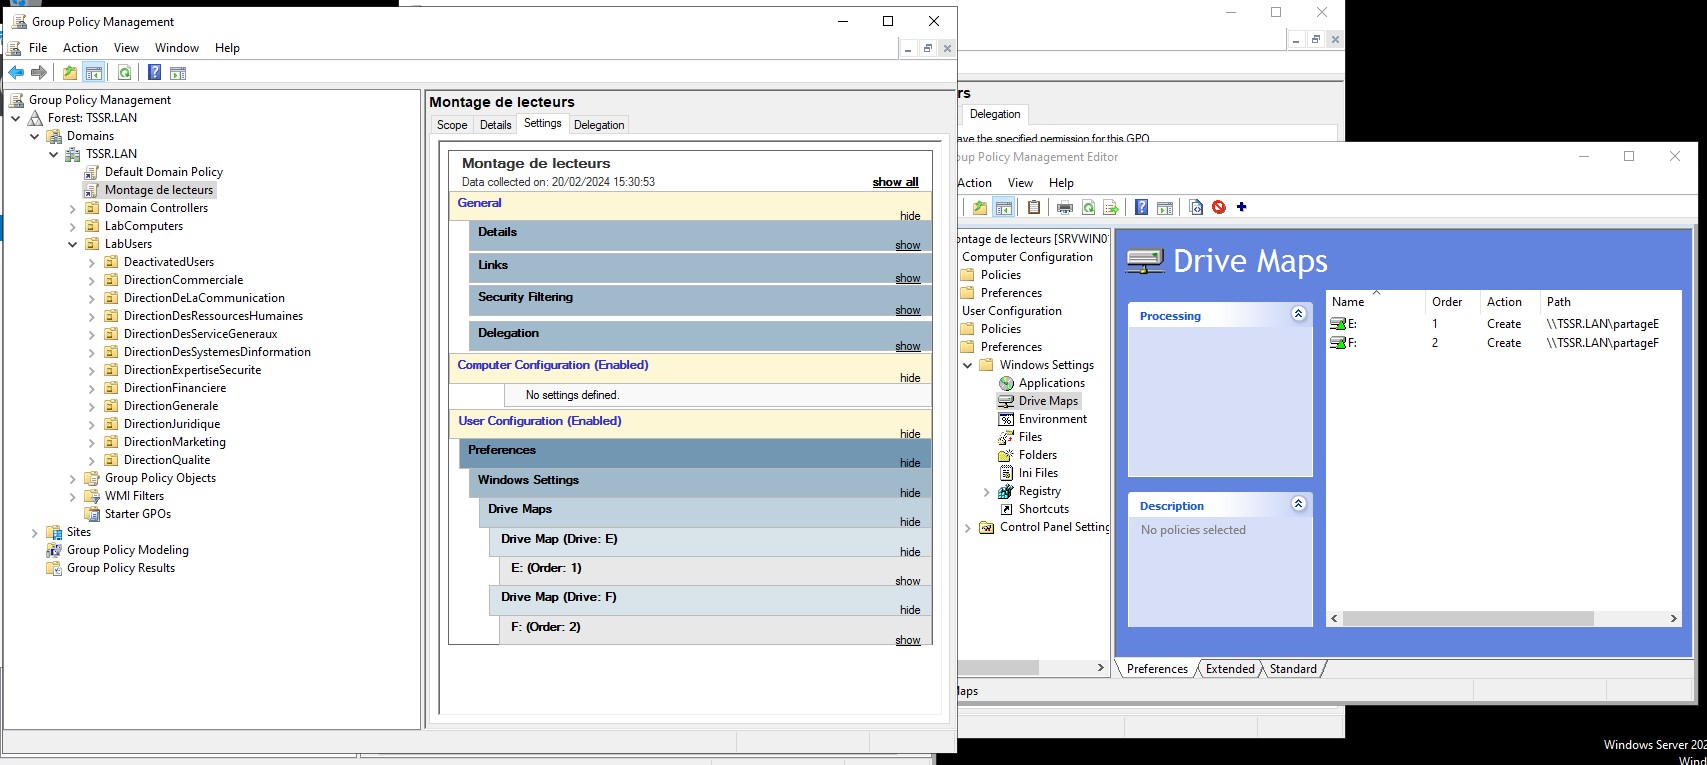 Group Policy Management
File Action View Window Help
Group Policy Management
Forest: TSSR.LAN
Domains
TSSR.LAN
Default Domain Policy
Montage de lecteurs
Domain Controllers
LabComputers
LabUsers
DeactivatedUsers
DirectionCommerciale
DirectionDeLaCommunication
DirectionDesRessourcesHumaines
DirectionDesServiceGeneraux
DirectionDesSystemesDinformation
DirectionExpertiseSecurite
DirectionFinanciere
DirectionGenerale
DirectionJuridique
DirectionMarketing
DirectionQualite
Group Policy Objects
WMI Filters
Starter GPOs
Sites
Group Policy Modeling
Group Policy Results
Montage de lecteurs
Scope Details Settings Delegation
Montage de lecteurs
Data collected on: 20/02/2024 15:30:53 show all
General
hide
Details
show
Links
show
Security Filtering
show
Delegation
show
Computer Configuration (Enabled)
hide
No settings defined.
User Configuration (Enabled)
hide
Preferences
hide
Windows Settings
hide
Drive Maps
hide
Drive Map (Drive: E)
hide
E: (Order: 1)
show
Drive Map (Drive: F)
hide
F: (Order: 2)
show
rs
Delegation
ave the specified permission for this GPO
oup Policy Management Editor
Action View Help
ontage de lecteurs [SRVWIN0
Computer Configuration
Policies
Preferences
User Configuration
Policies
Preferences
Windows Settings
Applications
Drive Maps
Environment
Files
Folders
Ini Files
Registry
Shortcuts
Control Panel Setting
Drive Maps
Processing
Description
No policies selected
Name Order Action Path
E: 1 Create \\TSSR.LAN\partageE
F: 2 Create \\TSSR.LAN\partageF
Preferences Extended Standard
Maps
Windows Server 202
Wind